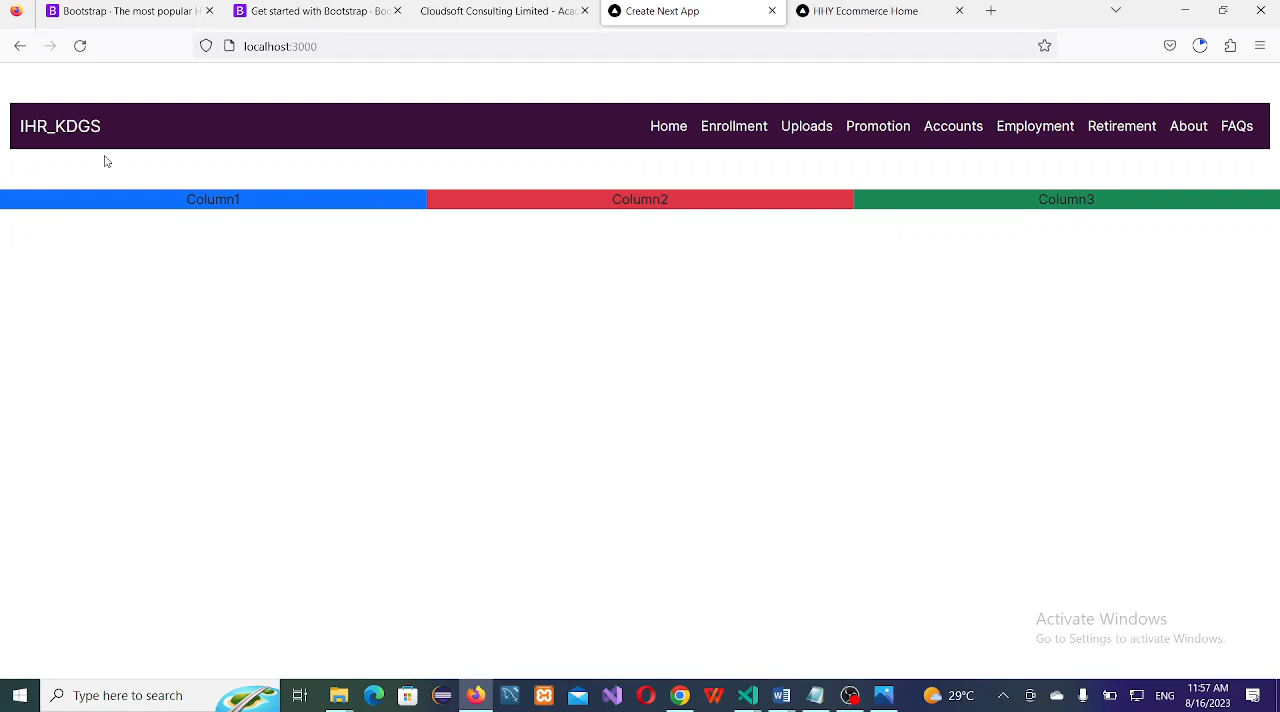 Bootstrap · The most popular H
Get started with Bootstrap · Boo
Cloudsoft Consulting Limited - Aca
Create Next App
HHY Ecommerce Home
localhost:3000
IHR_KDGS
Home Enrollment Uploads Promotion Accounts Employment Retirement About FAQs
Column1 Column2 Column3
Activate Windows
Go to Settings to activate Windows.
Type here to search
29°C
ENG
11:57 AM
8/16/2023